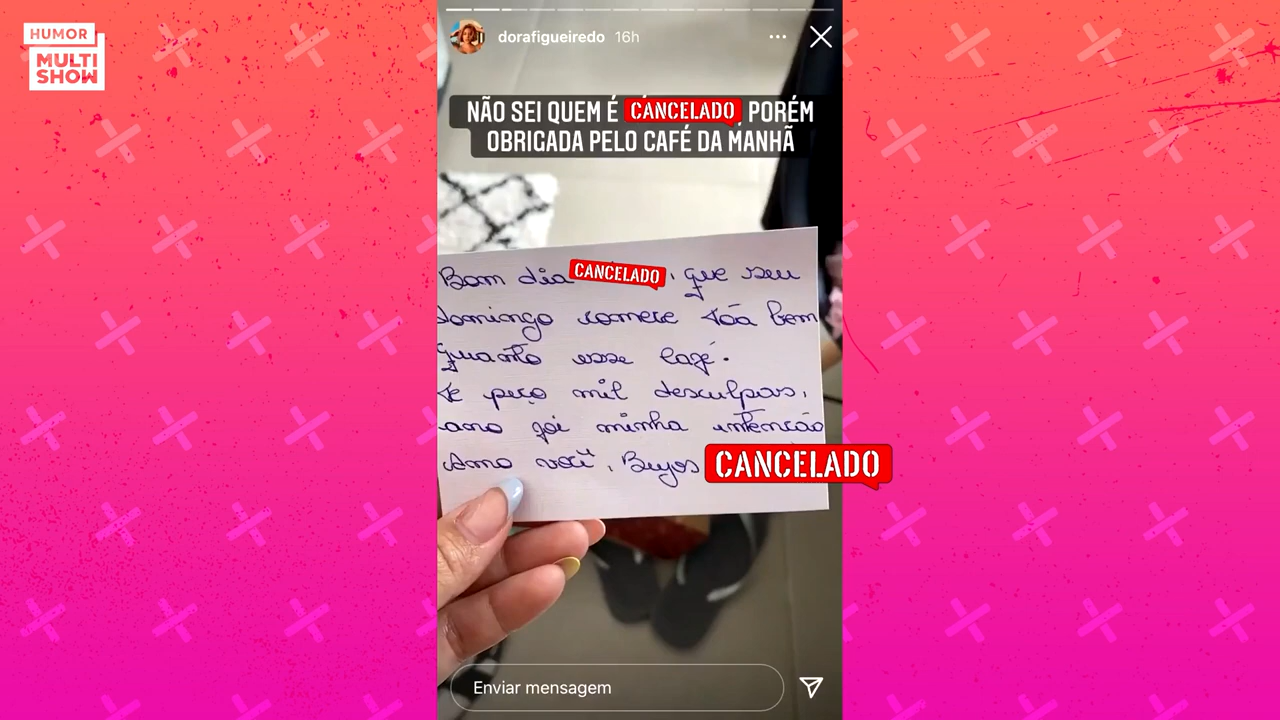 HUMOR
MULTI
SHOW
dorafigueiredo 16h
NÃO SEI QUEM É CANCELADO, PORÉM
OBRIGADA PELO CAFÉ DA MANHÃ
Bom dia CANCELADO, que seu
domingo comece tão bem
quanto esse café.
Te peço mil desculpas,
não foi minha intenção
Amo você, Beijos CANCELADO
Enviar mensagem